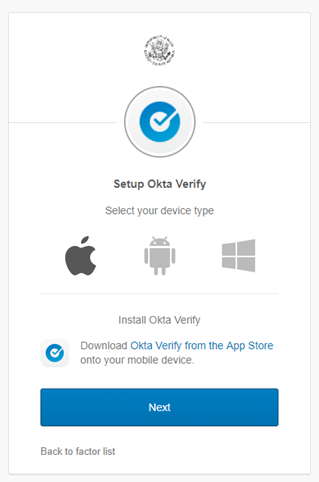 Setup Okta Verify
Select your device type
Install Okta Verify
Download Okta Verify from the App Store
onto your mobile device.
Next
Back to factor list